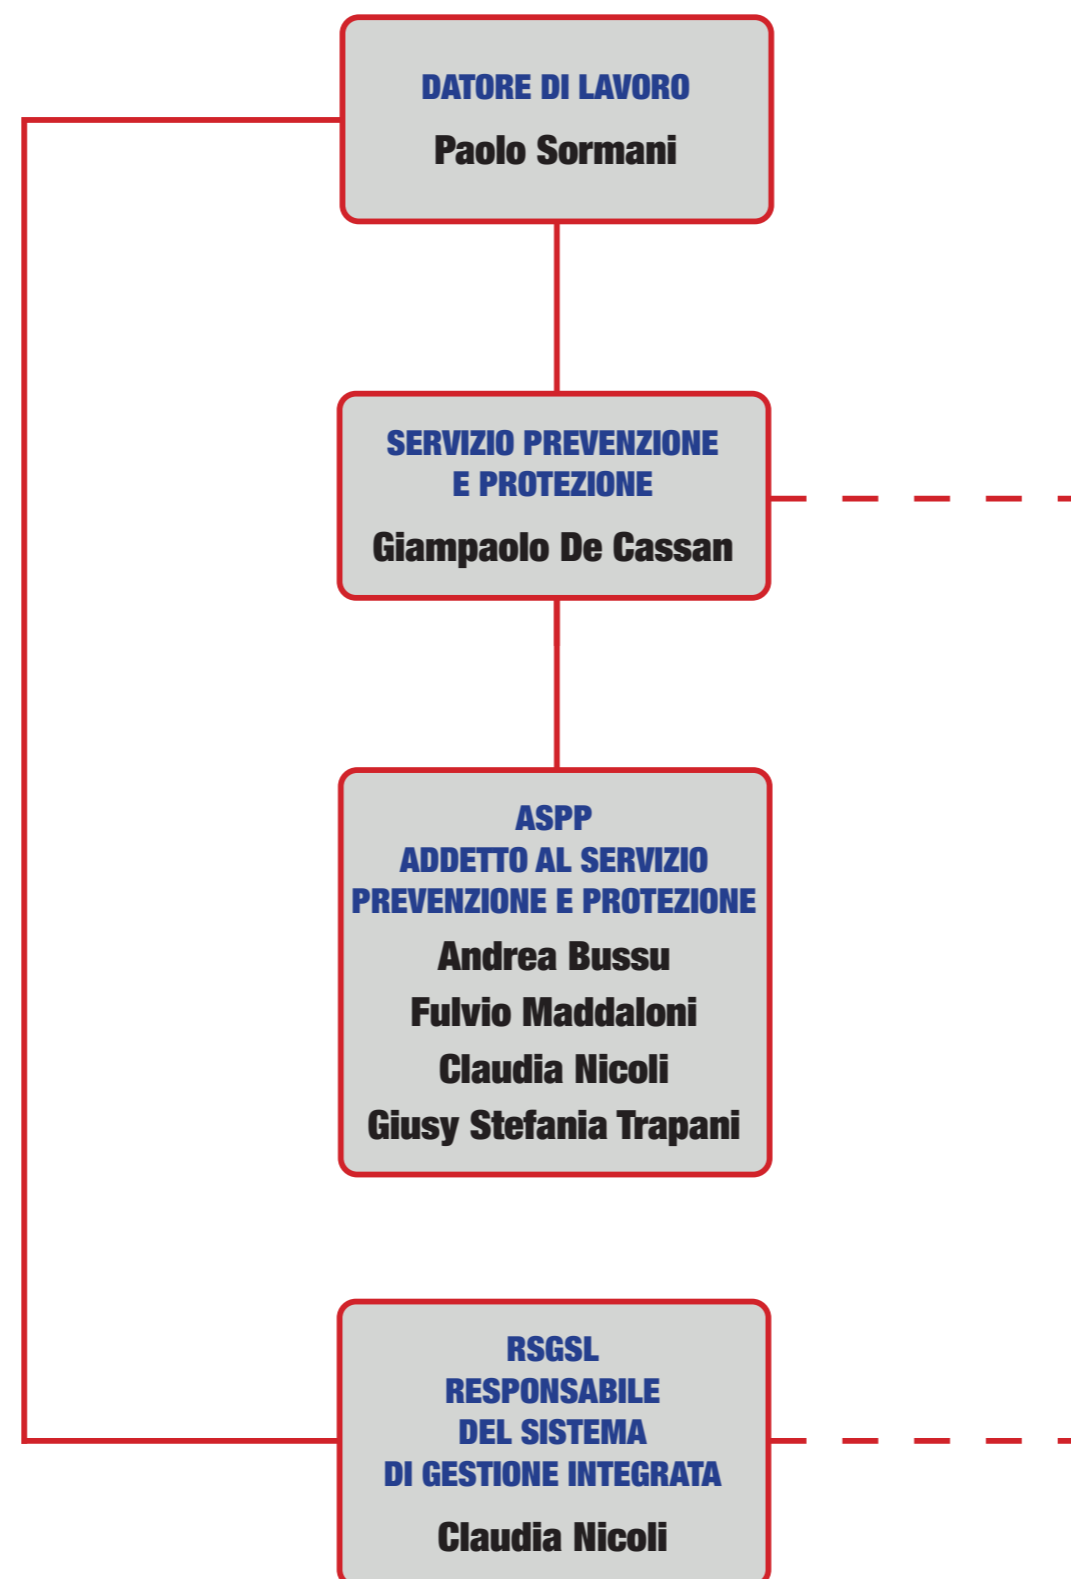 DATORE DI LAVORO
Paolo Sormani
SERVIZIO PREVENZIONE
E PROTEZIONE
Giampaolo De Cassan
ASPP
ADDETTO AL SERVIZIO
PREVENZIONE E PROTEZIONE
Andrea Bussu
Fulvio Maddaloni
Claudia Nicoli
Giusy Stefania Trapani
RSGSL
RESPONSABILE
DEL SISTEMA
DI GESTIONE INTEGRATA
Claudia Nicoli